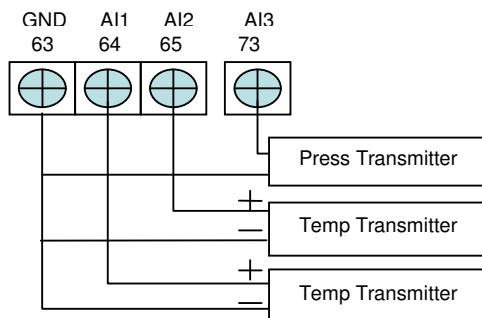 GND AI1 AI2 AI3
63 64 65 73
Press Transmitter
+
Temp Transmitter
−
+
Temp Transmitter
−